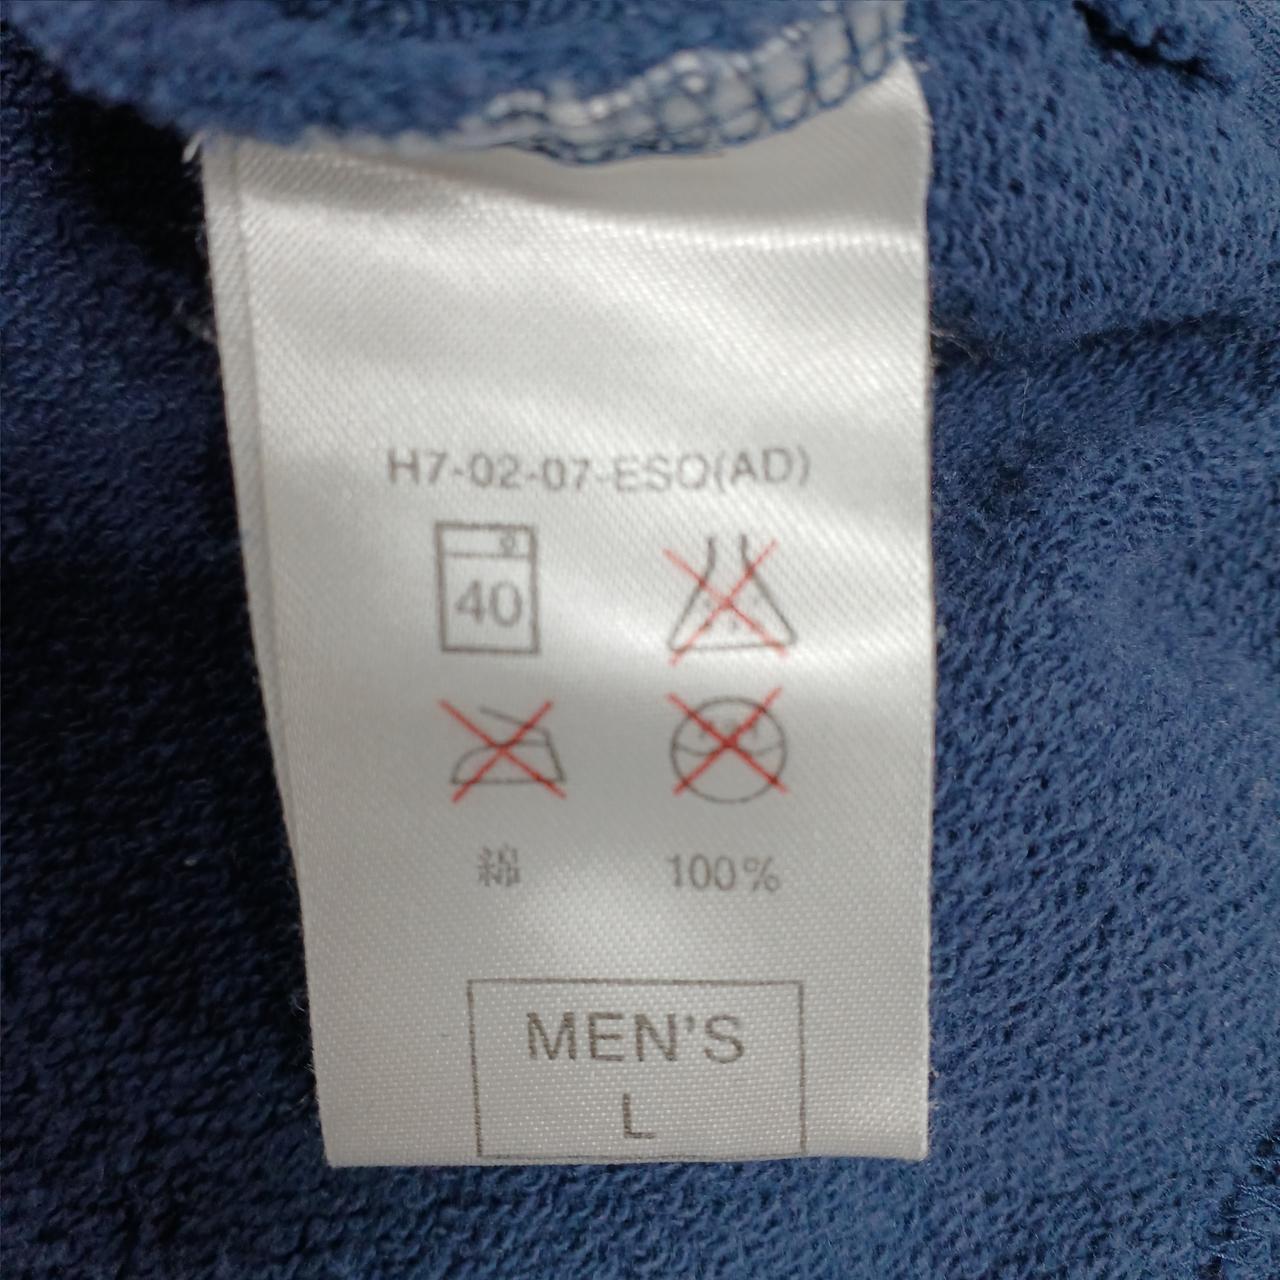 H7-02-07-ESQ(AD)
40
綿 100%
MEN'S
L